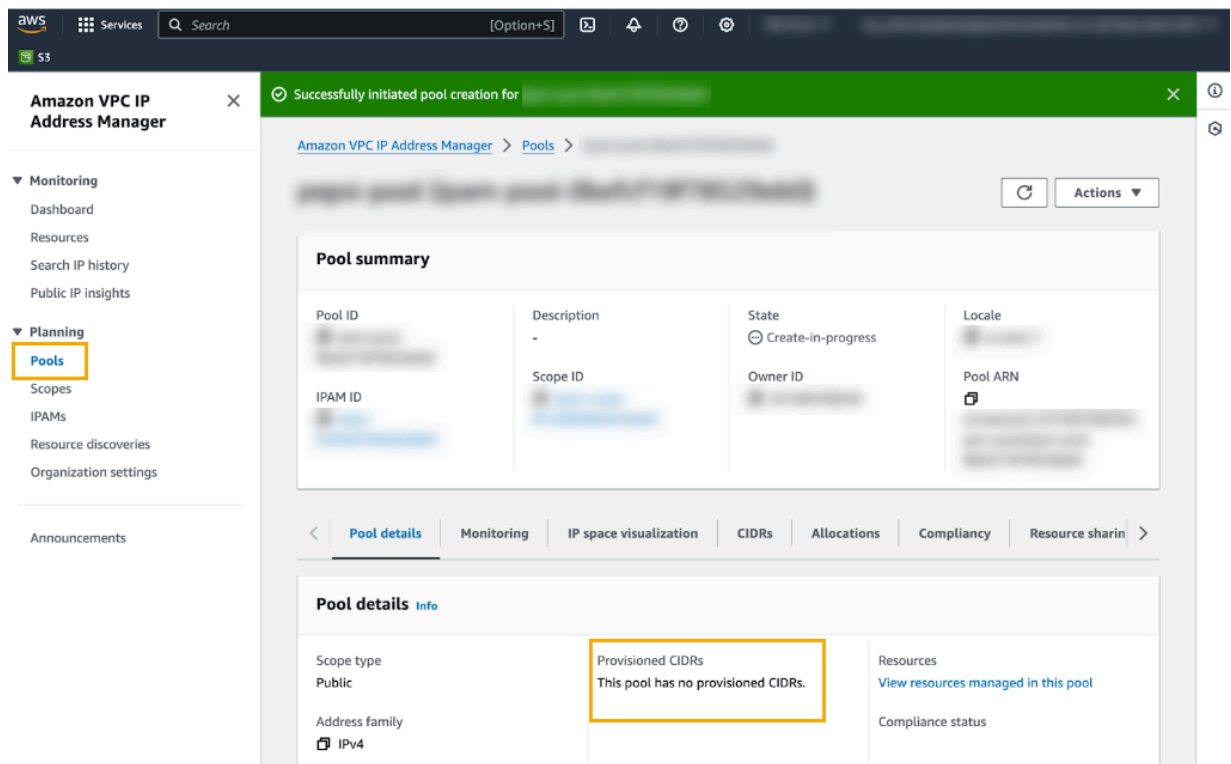 aws
Services
Search
[Option+S]
S3
Amazon VPC IP
Address Manager
Monitoring
Dashboard
Resources
Search IP history
Public IP insights
Planning
Pools
Scopes
IPAMs
Resource discoveries
Organization settings
Announcements
Successfully initiated pool creation for
Amazon VPC IP Address Manager > Pools >
Actions
Pool summary
Pool ID
IPAM ID
Description
-
Scope ID
State
Create-in-progress
Owner ID
Locale
Pool ARN
Pool details
Monitoring
IP space visualization
CIDRs
Allocations
Compliancy
Resource sharin
Pool details Info
Scope type
Public
Address family
IPv4
Provisioned CIDRs
This pool has no provisioned CIDRs.
Resources
View resources managed in this pool
Compliance status